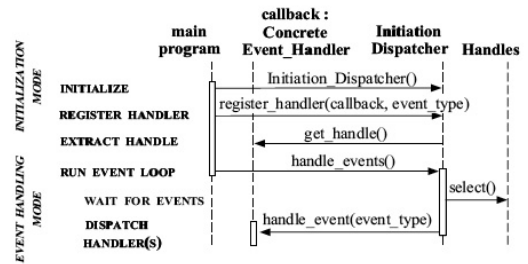 main
program
callback :
Concrete
Event_Handler
Initiation
Dispatcher
Handles
INITIALIZATION
MODE
INITIALIZE
Initiation_Dispatcher()
REGISTER HANDLER
register_handler(callback, event_type)
EXTRACT HANDLE
get_handle()
EVENT HANDLING
MODE
RUN EVENT LOOP
handle_events()
select()
WAIT FOR EVENTS
DISPATCH
HANDLER(S)
handle_event(event_type)